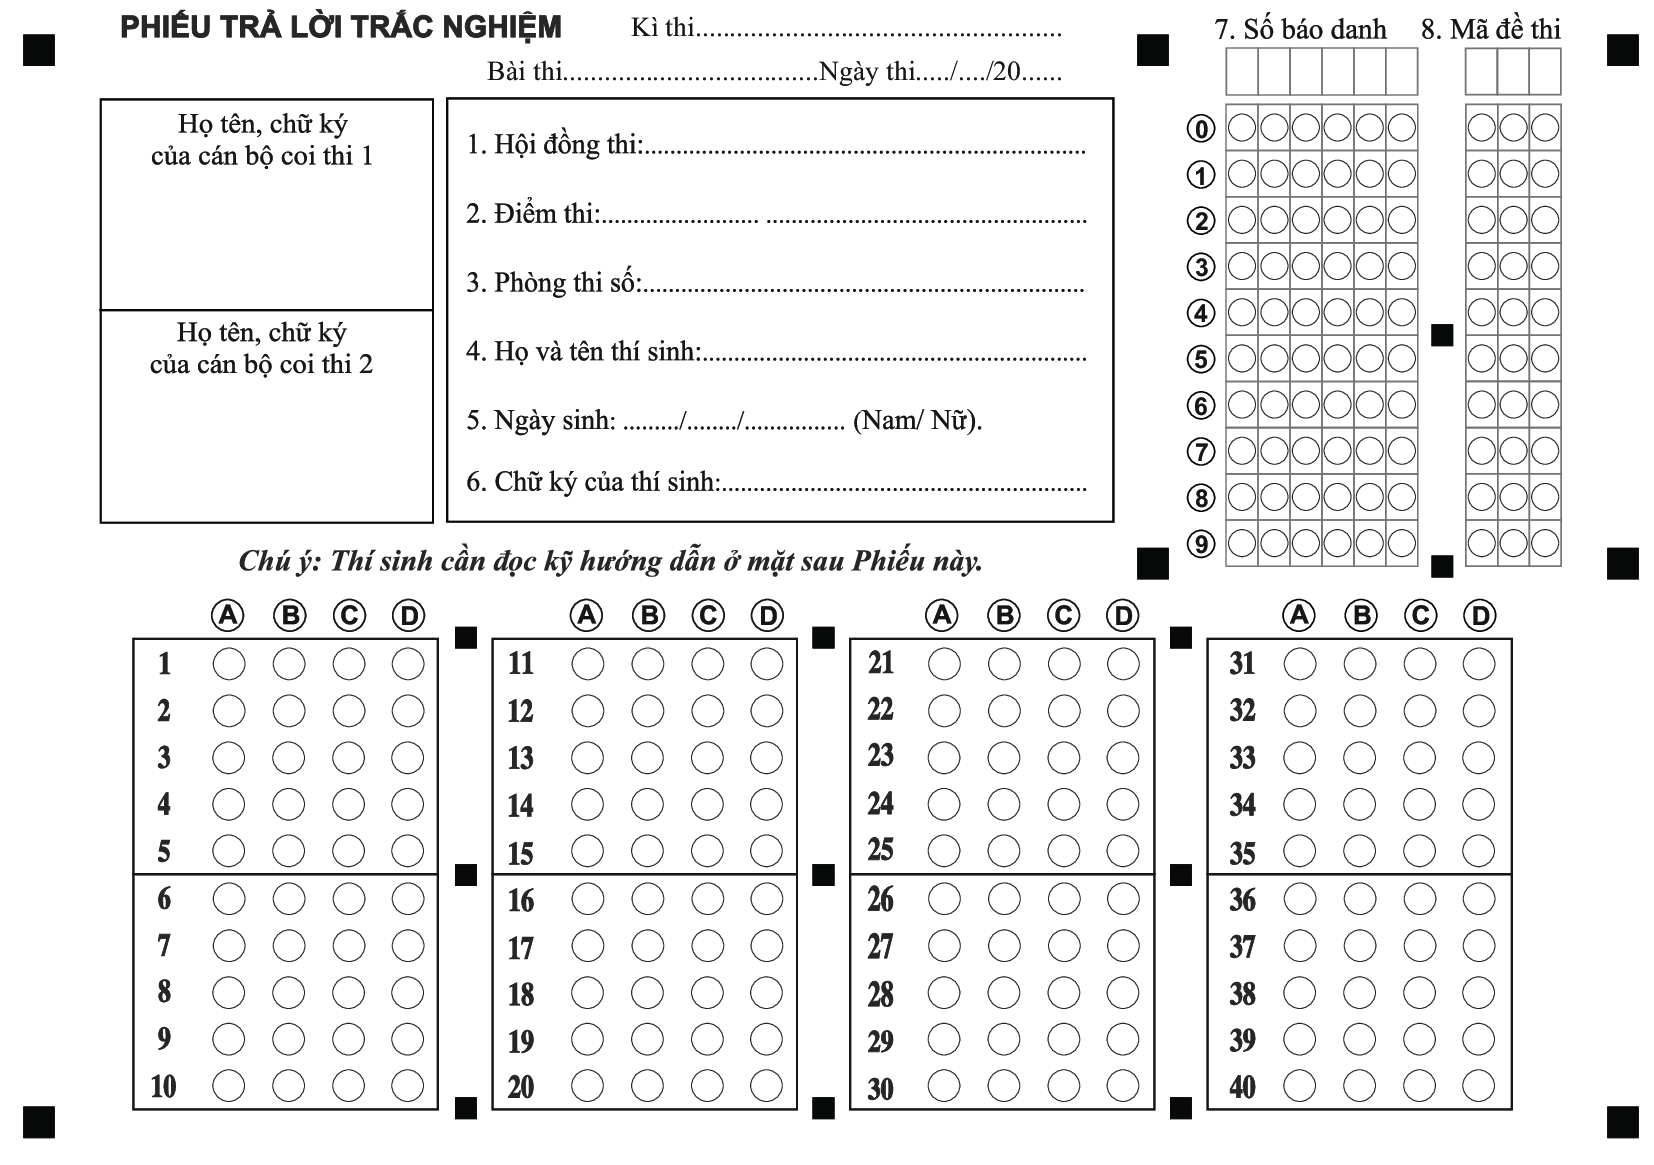 PHIẾU TRẢ LỜI TRẮC NGHIỆM
Kì thi.....................................................
Bài thi.....................................Ngày thi...../..../20......
7. Số báo danh
8. Mã đề thi
Họ tên, chữ ký
của cán bộ coi thi 1
Họ tên, chữ ký
của cán bộ coi thi 2
1. Hội đồng thi:.....................................................................
2. Điểm thi:........................ ..................................................
3. Phòng thi số:.....................................................................
4. Họ và tên thí sinh:............................................................
5. Ngày sinh: ........./......../................ (Nam/ Nữ).
6. Chữ ký của thí sinh:.........................................................
0
1
2
3
4
5
6
7
8
9
Chú ý: Thí sinh cần đọc kỹ hướng dẫn ở mặt sau Phiếu này.
A B C D
1
2
3
4
5
6
7
8
9
10
A B C D
11
12
13
14
15
16
17
18
19
20
A B C D
21
22
23
24
25
26
27
28
29
30
A B C D
31
32
33
34
35
36
37
38
39
40